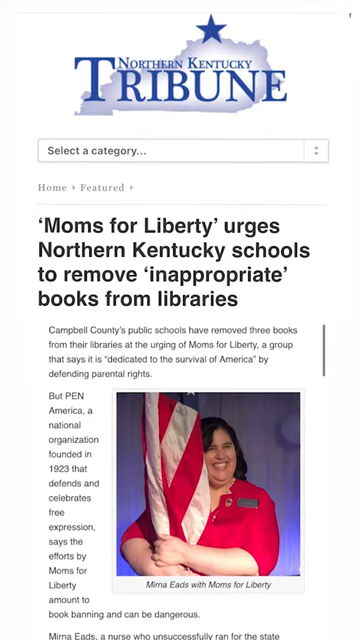 NORTHERN KENTUCKY
TRIBUNE
Select a category...
Home ▸ Featured ▸
‘Moms for Liberty’ urges
Northern Kentucky schools
to remove ‘inappropriate’
books from libraries
Campbell County’s public schools have removed three books
from their libraries at the urging of Moms for Liberty, a group
that says it is “dedicated to the survival of America” by
defending parental rights.
But PEN
America, a
national
organization
founded in
1923 that
defends and
celebrates
free
expression,
says the
efforts by
Moms for
Liberty
amount to
Mirna Eads with Moms for Liberty
book banning and can be dangerous.
Mirna Eads, a nurse who unsuccessfully ran for the state